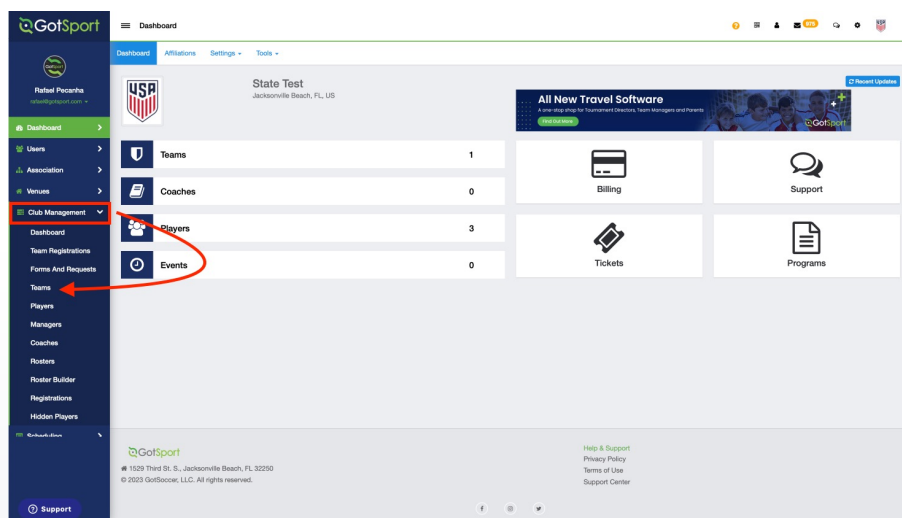 GotSport
Dashboard
975
GotSport
Rafael Pecanha
rafael@gotsport.com
Dashboard
Users
Association
Venues
Club Management
Dashboard
Team Registrations
Forms And Requests
Teams
Players
Managers
Coaches
Rosters
Roster Builder
Registrations
Hidden Players
Scheduling
Support
Dashboard Affiliations Settings Tools
USA
State Test
Jacksonville Beach, FL, US
Recent Updates
All New Travel Software
A one-stop shop for Tournament Directors, Team Managers and Parents
Find Out More
GotSport
Teams 1
Coaches 0
Players 3
Events 0
Billing
Support
Tickets
Programs
GotSport
1529 Third St. S., Jacksonville Beach, FL 32250
© 2023 GotSoccer, LLC. All rights reserved.
Help & Support
Privacy Policy
Terms of Use
Support Center